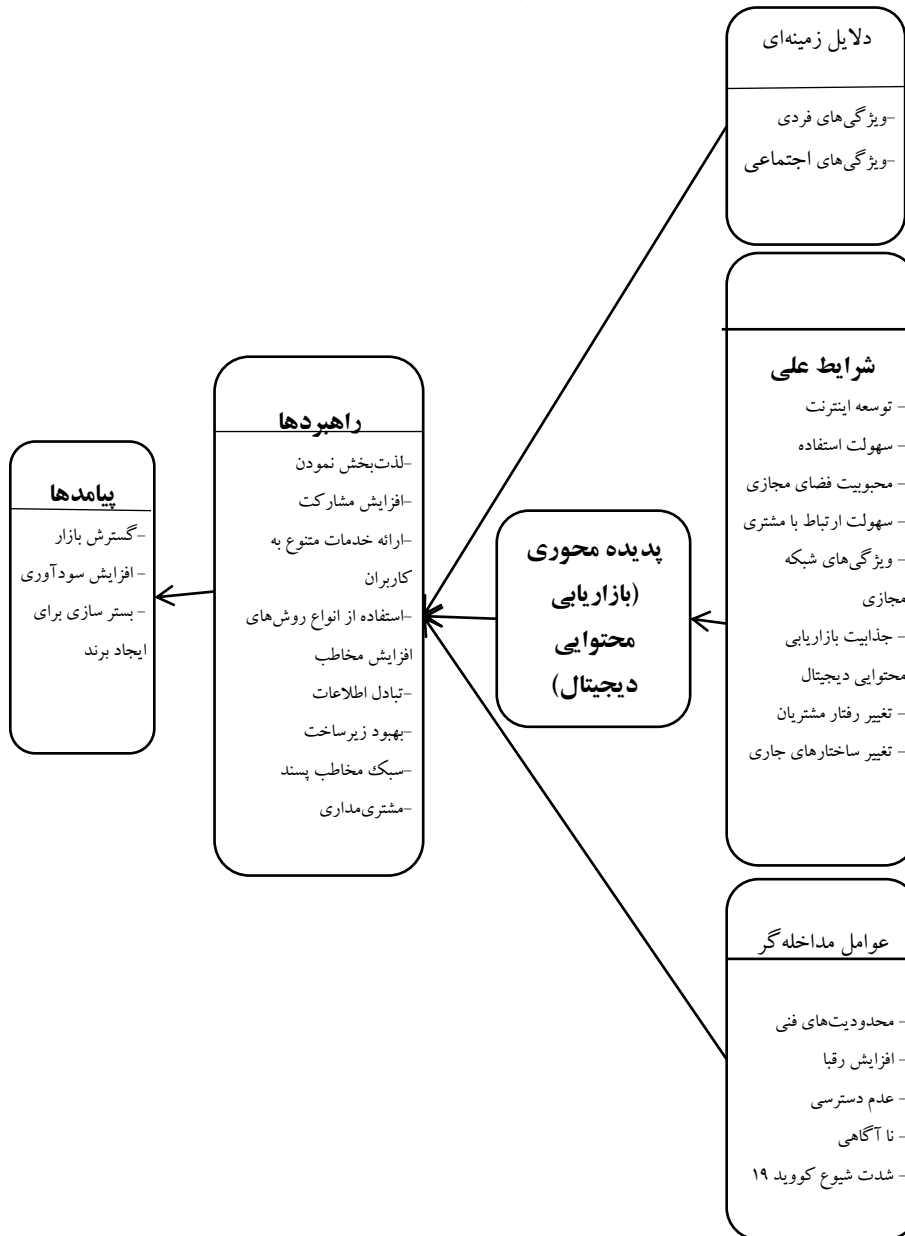 دلایل زمینه‌ای
-ویژگی‌های فردی
-ویژگی‌های اجتماعی
شرایط علی
- توسعه اینترنت
- سهولت استفاده
- محبوبیت فضای مجازی
- سهولت ارتباط با مشتری
- ویژگی‌های شبکه
مجازی
- جذابیت بازاریابی
محتوایی دیجیتال
- تغییر رفتار مشتریان
- تغییر ساختارهای جاری
عوامل مداخله‌گر
- محدودیت‌های فنی
- افزایش رقبا
- عدم دسترسی
- نا آگاهی
- شدت شیوع کووید ۱۹
پدیده محوری
(بازاریابی
محتوایی
دیجیتال)
راهبردها
-لذت‌بخش نمودن
-افزایش مشارکت
-ارائه خدمات متنوع به
کاربران
-استفاده از انواع روش‌های
افزایش مخاطب
-تبادل اطلاعات
-بهبود زیرساخت
-سبک مخاطب پسند
-مشتری‌مداری
پیامدها
-گسترش بازار
- افزایش سودآوری
- بستر سازی برای
ایجاد برند